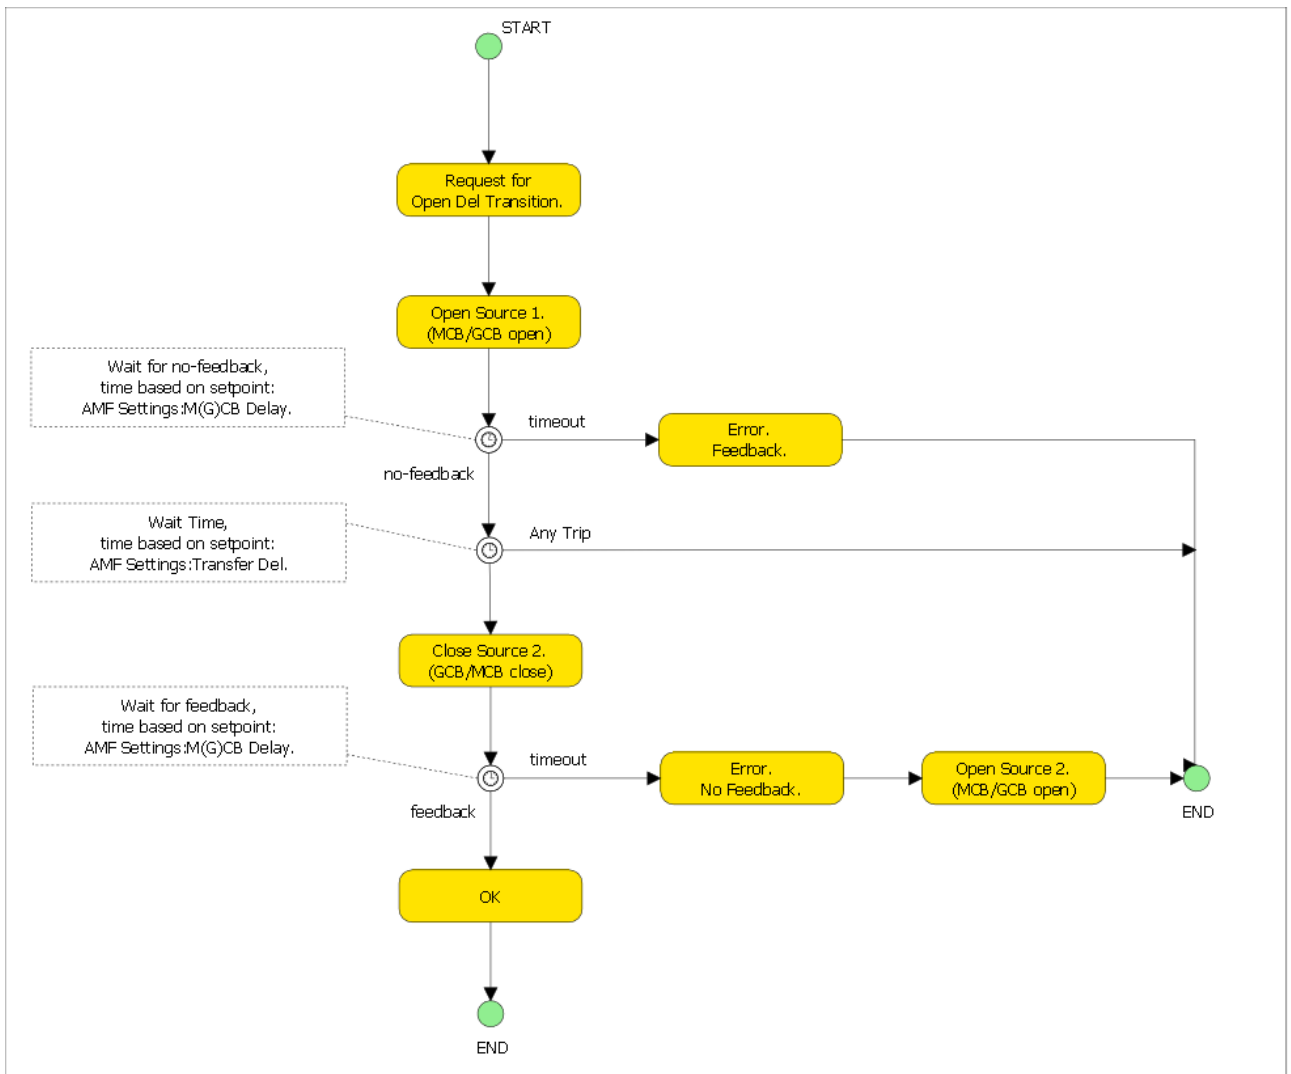 START
Request for
Open Del Transition.
Open Source 1.
(MCB/GCB open)
Wait for no-feedback,
time based on setpoint:
AMF Settings:M(G)CB Delay.
timeout
Error.
Feedback.
no-feedback
Wait Time,
time based on setpoint:
AMF Settings:Transfer Del.
Any Trip
Close Source 2.
(GCB/MCB close)
Wait for feedback,
time based on setpoint:
AMF Settings:M(G)CB Delay.
timeout
Error.
No Feedback.
Open Source 2.
(MCB/GCB open)
END
feedback
OK
END